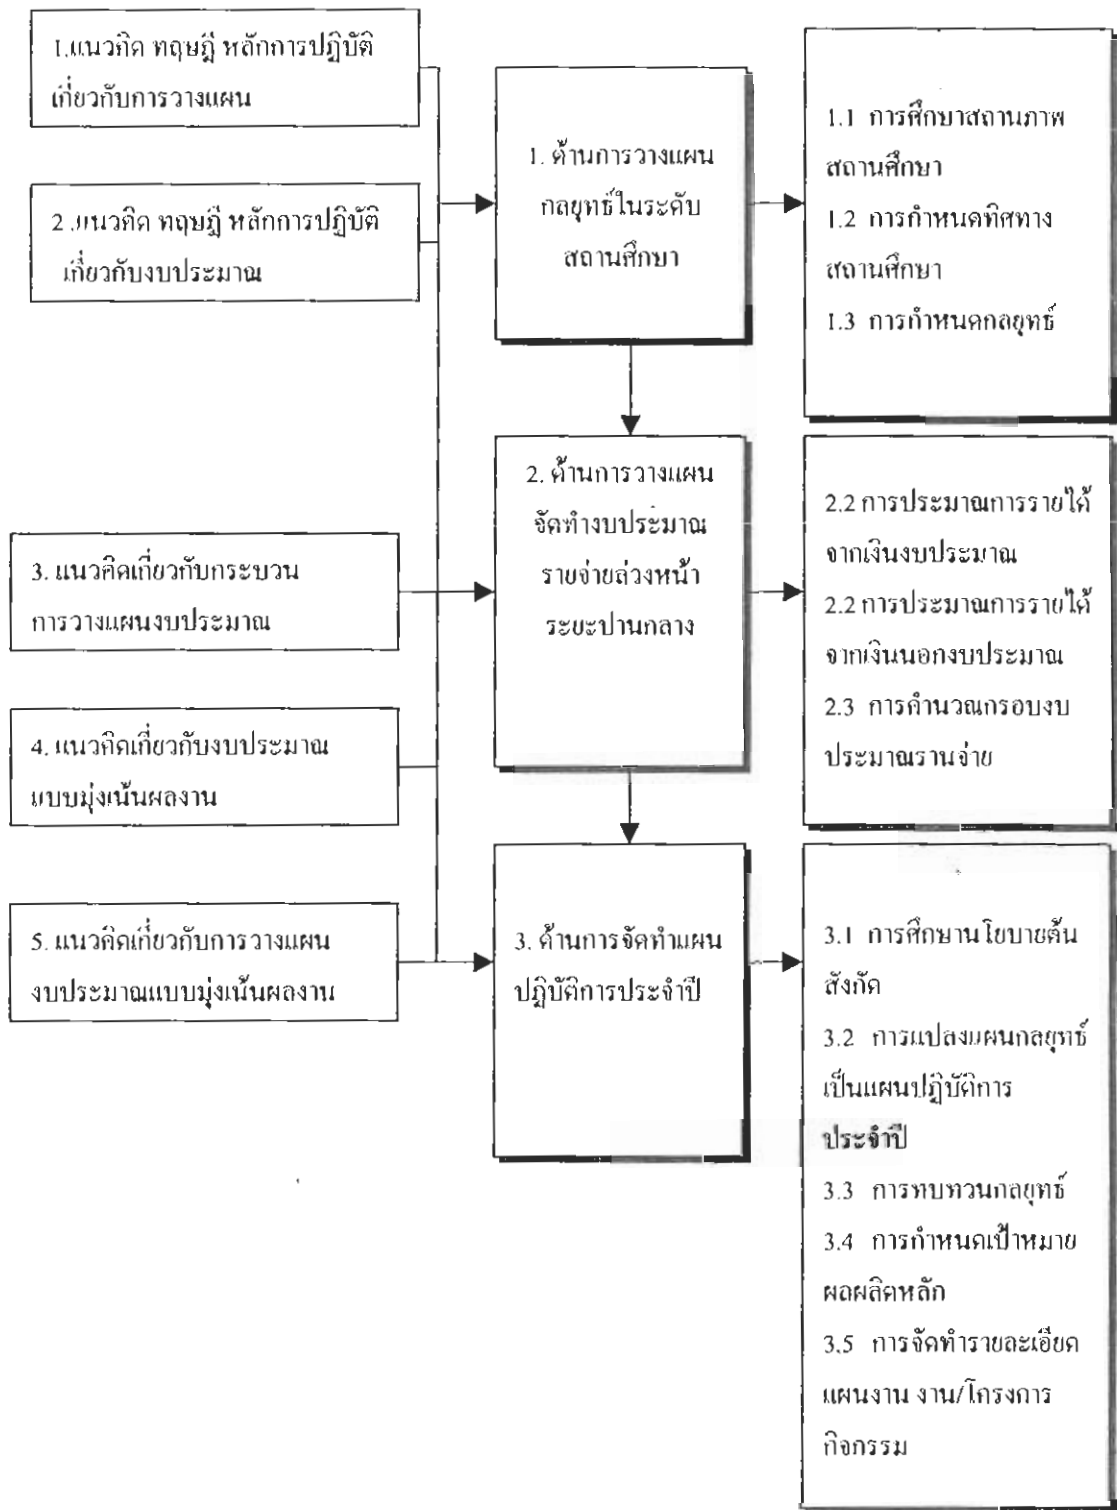 1.แนวคิด ทฤษฎี หลักการปฏิบัติ
เกี่ยวกับการวางแผน
2.แนวคิด ทฤษฎี หลักการปฏิบัติ
เกี่ยวกับงบประมาณ
3. แนวคิดเกี่ยวกับกระบวน
การวางแผนงบประมาณ
4. แนวคิดเกี่ยวกับงบประมาณ
แบบมุ่งเน้นผลงาน
5. แนวคิดเกี่ยวกับการวางแผน
งบประมาณแบบมุ่งเน้นผลงาน
1. ด้านการวางแผน
กลยุทธ์ในระดับ
สถานศึกษา
2. ด้านการวางแผน
จัดทำงบประมาณ
รายจ่ายล่วงหน้า
ระยะปานกลาง
3. ด้านการจัดทำแผน
ปฏิบัติการประจำปี
1.1 การศึกษาสถานภาพ
สถานศึกษา
1.2 การกำหนดทิศทาง
สถานศึกษา
1.3 การกำหนดกลยุทธ์
2.2 การประมาณการรายได้
จากเงินงบประมาณ
2.2 การประมาณการรายได้
จากเงินนอกงบประมาณ
2.3 การคำนวณกรอบงบ
ประมาณรานจ่าย
3.1 การศึกษานโยบายต้น
สังกัด
3.2 การแปลงแผนกลยุทธ์
เป็นแผนปฏิบัติการ
ประจำปี
3.3 การทบทวนกลยุทธ์
3.4 การกำหนดเป้าหมาย
ผลผลิตหลัก
3.5 การจัดทำรายละเอียด
แผนงาน งาน/โครงการ
กิจกรรม